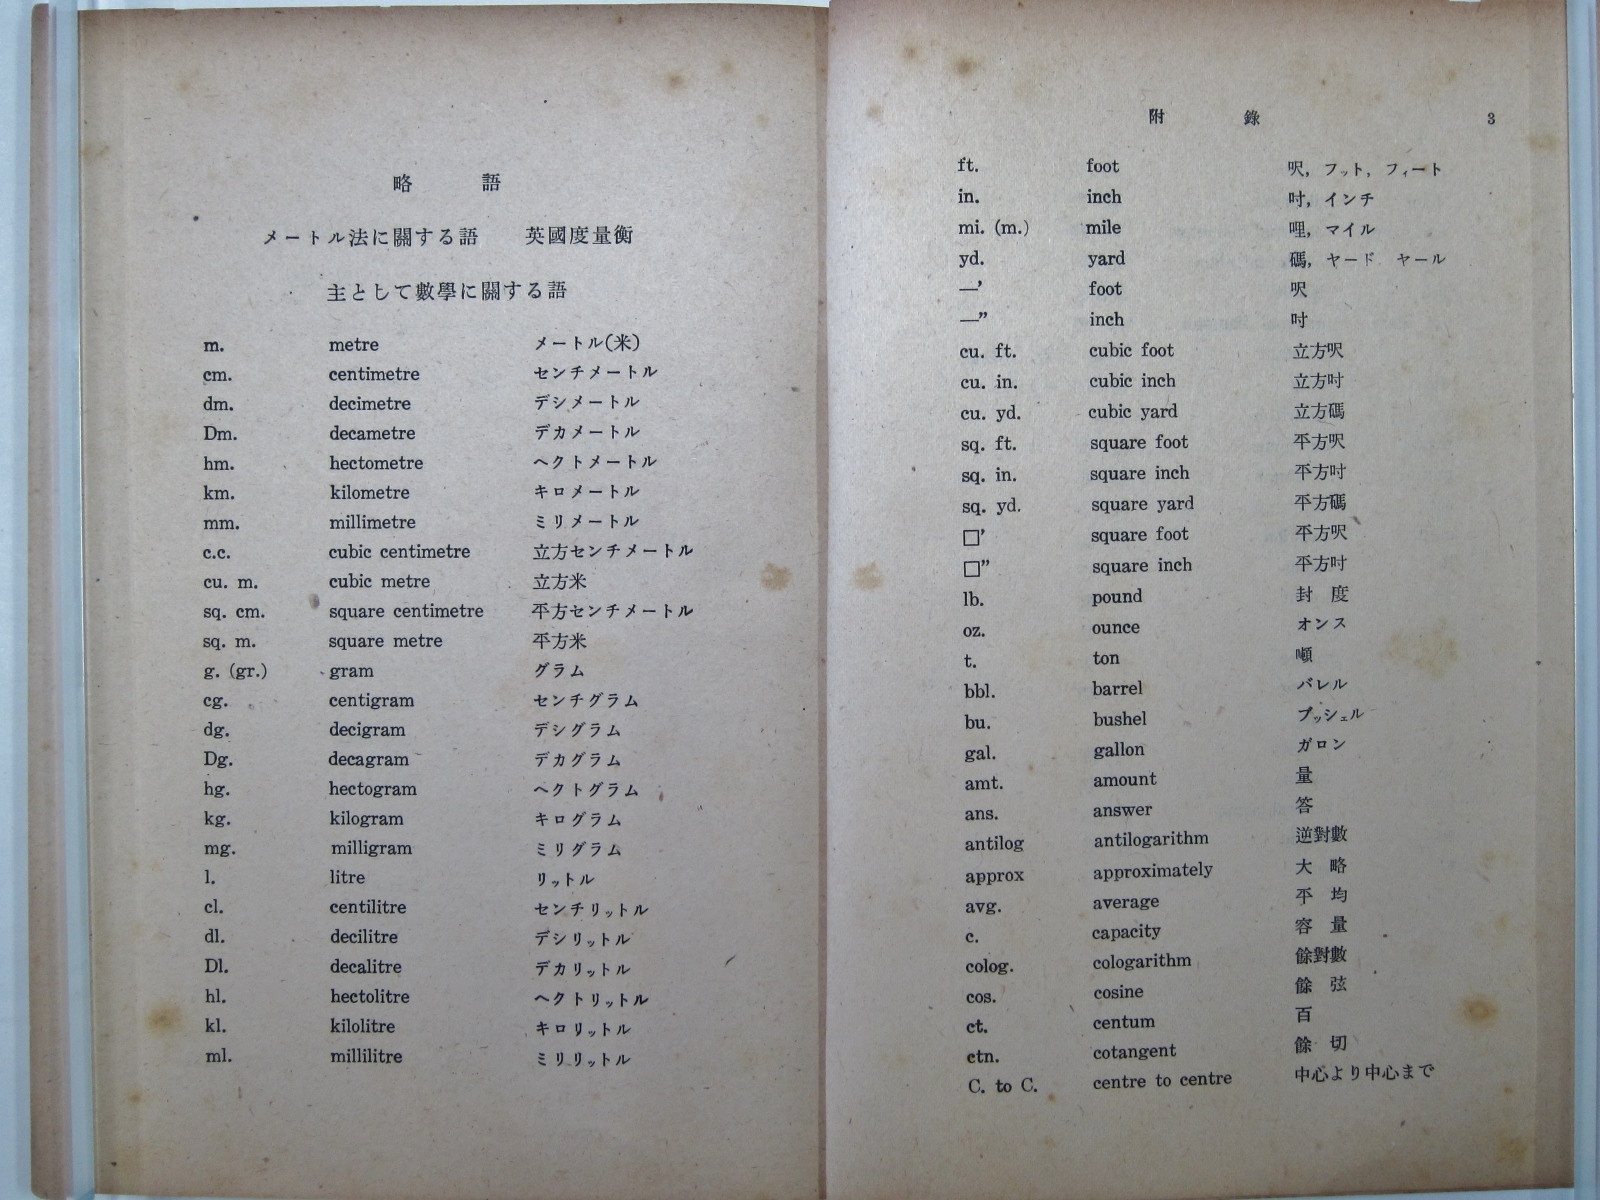 略 語
メートル法に關する語 英國度量衡
主として數學に關する語
m. metre メートル(米)
cm. centimetre センチメートル
dm. decimetre デシメートル
Dm. decametre デカメートル
hm. hectometre ヘクトメートル
km. kilometre キロメートル
mm. millimetre ミリメートル
c.c. cubic centimetre 立方センチメートル
cu. m. cubic metre 立方米
sq. cm. square centimetre 平方センチメートル
sq. m. square metre 平方米
g. (gr.) gram グラム
cg. centigram センチグラム
dg. decigram デシグラム
Dg. decagram デカグラム
hg. hectogram ヘクトグラム
kg. kilogram キログラム
mg. milligram ミリグラム
l. litre リットル
cl. centilitre センチリットル
dl. decilitre デシリットル
Dl. decalitre デカリットル
hl. hectolitre ヘクトリットル
kl. kilolitre キロリットル
ml. millilitre ミリリットル
附 錄 3
ft. foot 呎, フット, フィート
in. inch 吋, インチ
mi. (m.) mile 哩, マイル
yd. yard 碼, ヤード ヤール
—’ foot 呎
—” inch 吋
cu. ft. cubic foot 立方呎
cu. in. cubic inch 立方吋
cu. yd. cubic yard 立方碼
sq. ft. square foot 平方呎
sq. in. square inch 平方吋
sq. yd. square yard 平方碼
□’ square foot 平方呎
□” square inch 平方吋
lb. pound 封 度
oz. ounce オンス
t. ton 噸
bbl. barrel バレル
bu. bushel ブッシェル
gal. gallon ガロン
amt. amount 量
ans. answer 答
antilog antilogarithm 逆對數
approx approximately 大 略
avg. average 平 均
c. capacity 容 量
colog. cologarithm 餘對數
cos. cosine 餘 弦
ct. centum 百
ctn. cotangent 餘 切
C. to C. centre to centre 中心より中心まで